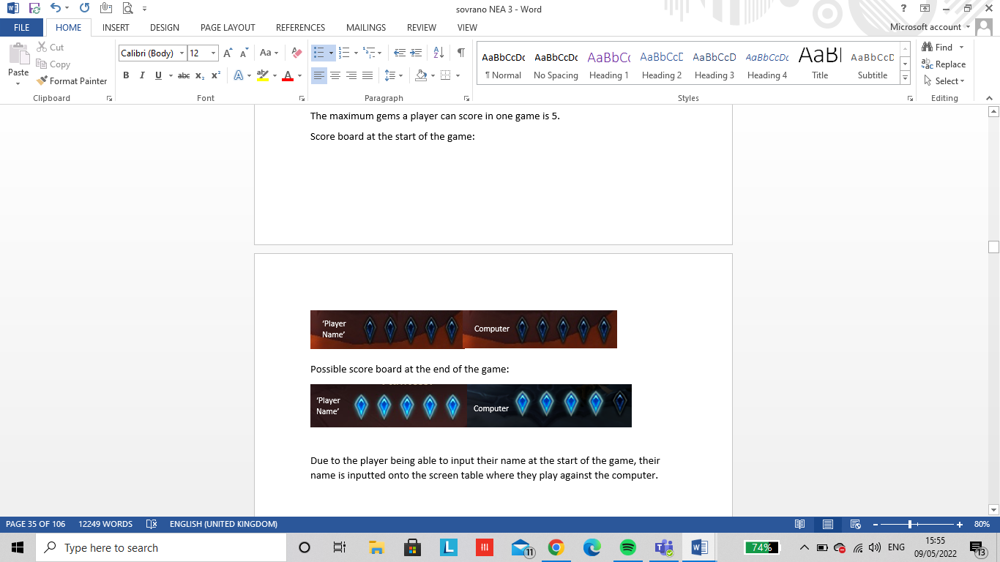 sovrano NEA 3 - Word
?
FILE HOME INSERT DESIGN PAGE LAYOUT REFERENCES MAILINGS REVIEW VIEW
Microsoft account
Paste
Cut
Copy
Format Painter
Clipboard
Calibri (Body) 12
Aa
B I U abc x₂ x²
A ab A
Font
Paragraph
AaBbCcDc AaBbCcDc AaBbCc AaBbCcE AaBbCcD AaBbCcDc AaBl AaBbCcD
¶ Normal No Spacing Heading 1 Heading 2 Heading 3 Heading 4 Title Subtitle
Styles
Find
Replace
Select
Editing
The maximum gems a player can score in one game is 5.
Score board at the start of the game:
‘Player
Name’
Computer
Possible score board at the end of the game:
‘Player
Name’
Computer
Due to the player being able to input their name at the start of the game, their
name is inputted onto the screen table where they play against the computer.
PAGE 35 OF 106 12249 WORDS ENGLISH (UNITED KINGDOM)
80%
Type here to search
L
11
74%
ENG
15:55
09/05/2022
13